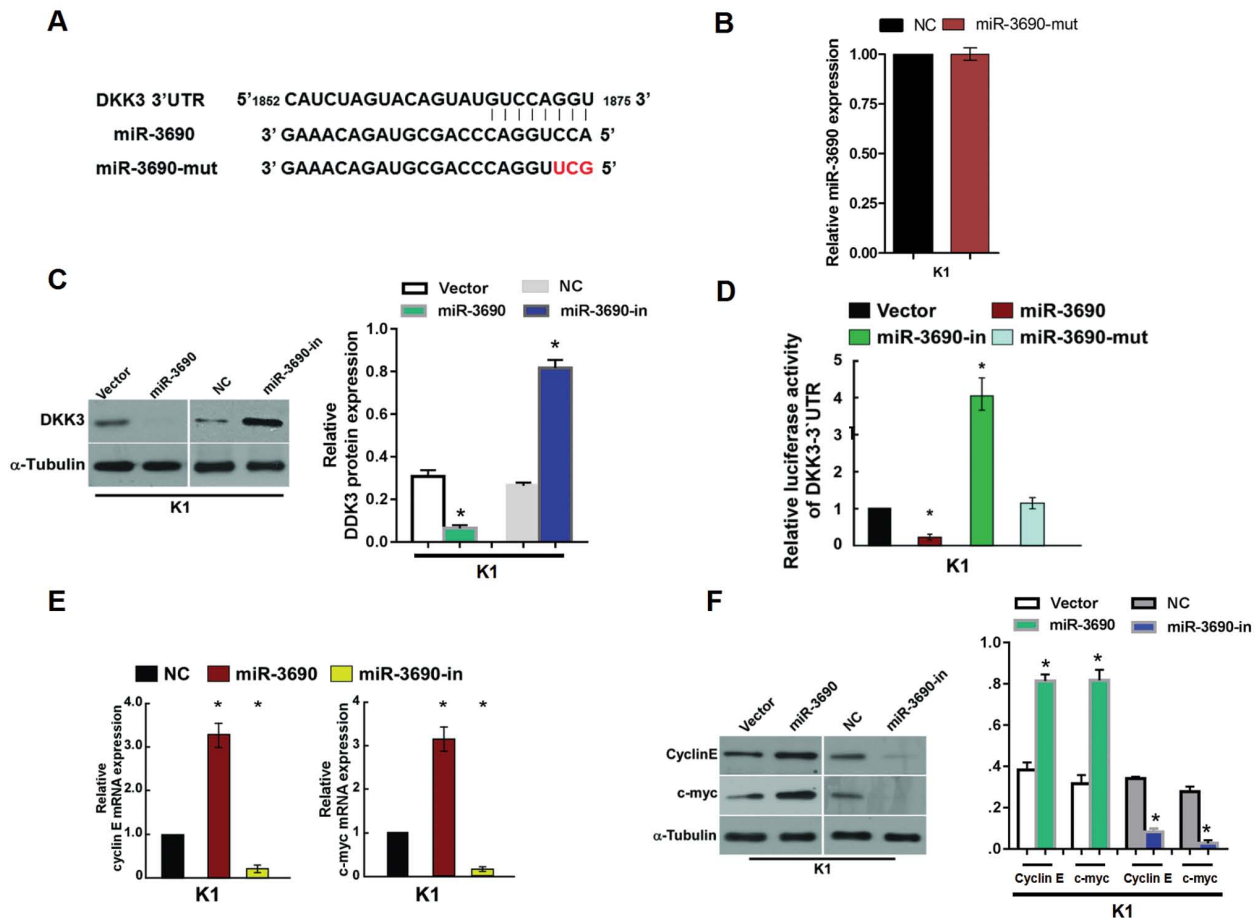 A
DKK3 3'UTR 5' 1852 CAUCUAGUACAGUAUGUCCAGGU 1875 3'
miR-3690 3' GAAACAGAUGCGACCCAGGUCCA 5'
miR-3690-mut 3' GAAACAGAUGCGACCCAGGUUCG 5'
B
NC miR-3690-mut
Relative miR-3690 expression
1.00
0.75
0.50
0.25
0.00
K1
C
Vector miR-3690 NC miR-3690-in
DKK3
α-Tubulin
K1
Vector NC
miR-3690 miR-3690-in
Relative
DDK3 protein expression
1.0
0.8
0.6
0.4
0.2
0.0
* *
K1
D
Vector miR-3690
miR-3690-in miR-3690-mut
Relative luciferase activity
of DKK3-3`UTR
5
4
2
1
0
* *
K1
E
NC miR-3690 miR-3690-in
Relative
cyclin E mRNA expression
4.0
3.0
2.0
1.0
0
* *
K1
Relative
c-myc mRNA expression
4
3
2
1
0
* *
K1
F
Vector miR-3690 NC miR-3690-in
CyclinE
c-myc
α-Tubulin
K1
Vector NC
miR-3690 miR-3690-in
1.0
.8
.6
.4
.2
.0
* * * *
Cyclin E c-myc Cyclin E c-myc
K1